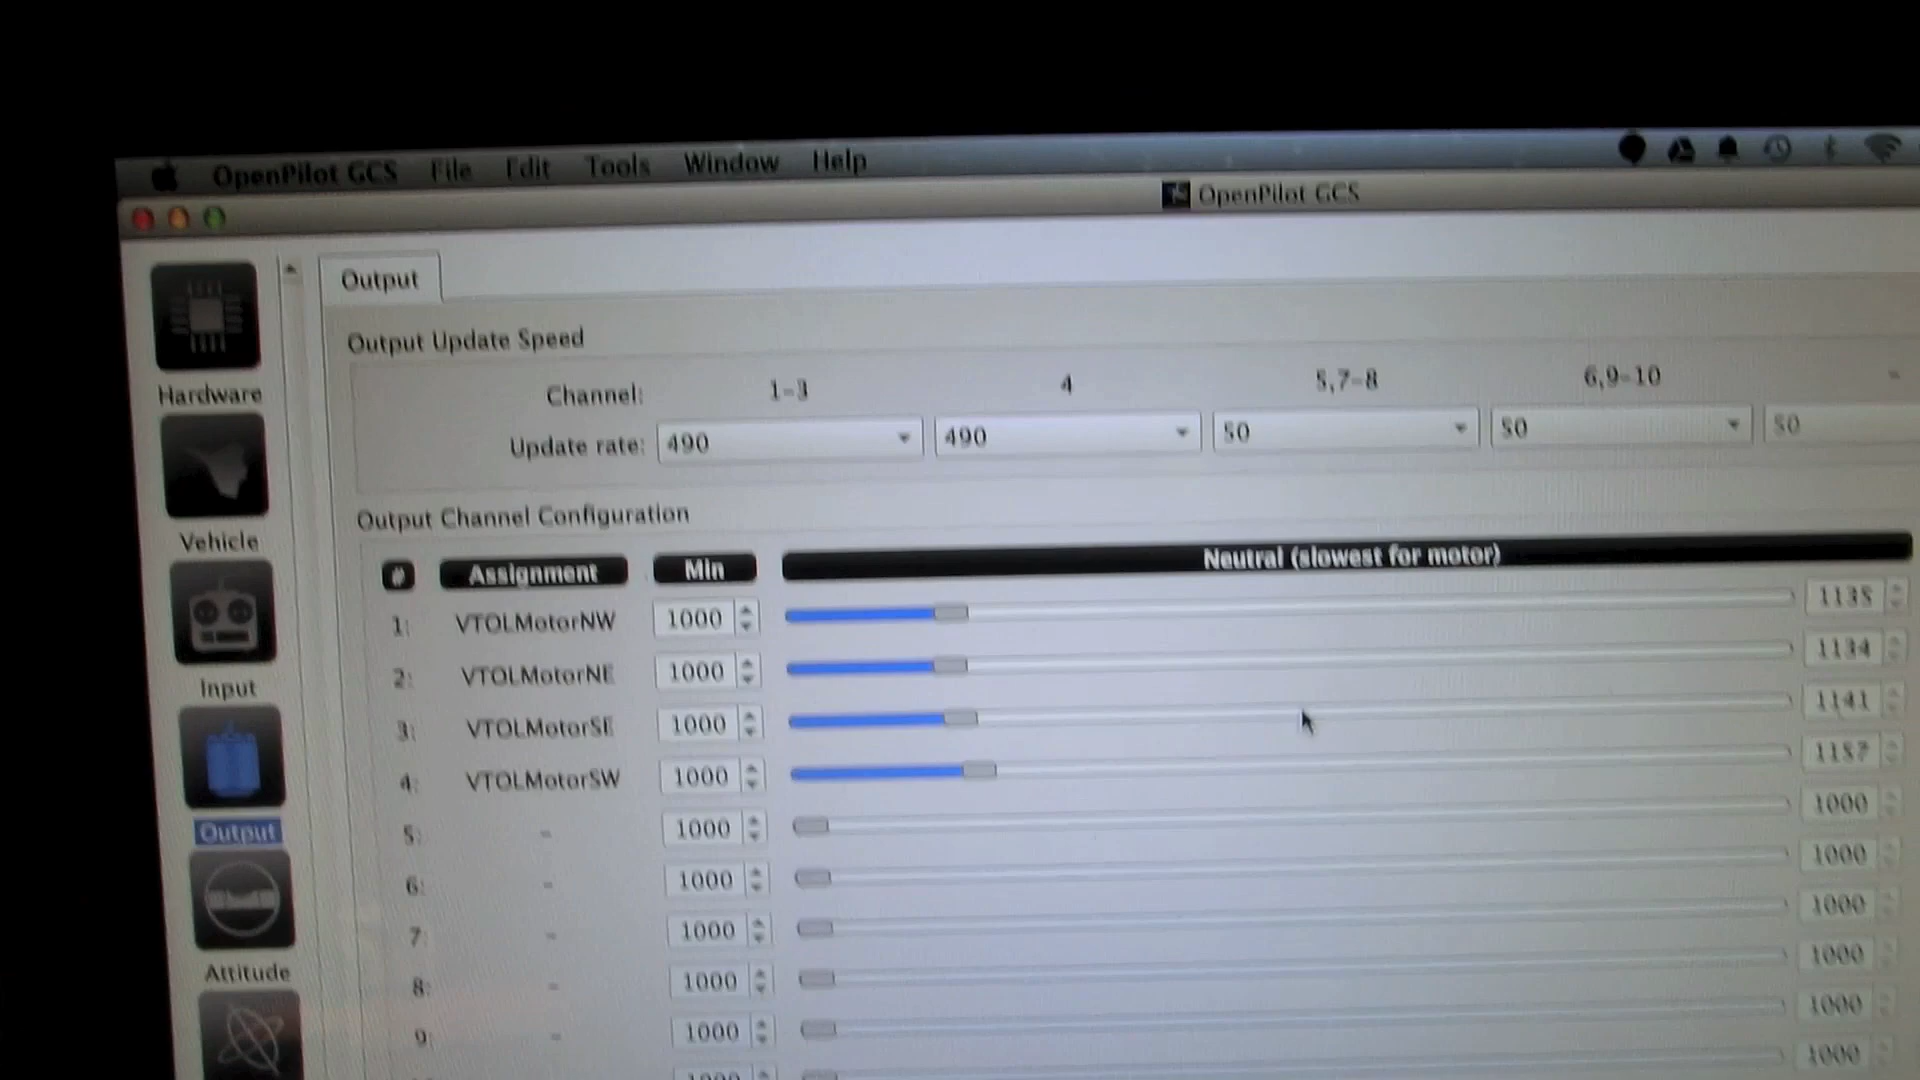 OpenPilot GCS File Edit Tools Window Help
OpenPilot GCS
Output
Output Update Speed
Channel: 1-3 4 5,7-8 6,9-10 -
Update rate: 490 490 50 50 50
Output Channel Configuration
# Assignment Min Neutral (slowest for motor)
1: VTOLMotorNW 1000 1135
2: VTOLMotorNE 1000 1134
3: VTOLMotorSE 1000 1141
4: VTOLMotorSW 1000 1157
5: - 1000 1000
6: - 1000 1000
7: - 1000 1000
8: - 1000 1000
9: - 1000 1000
1000
Hardware
Vehicle
Input
Output
Attitude